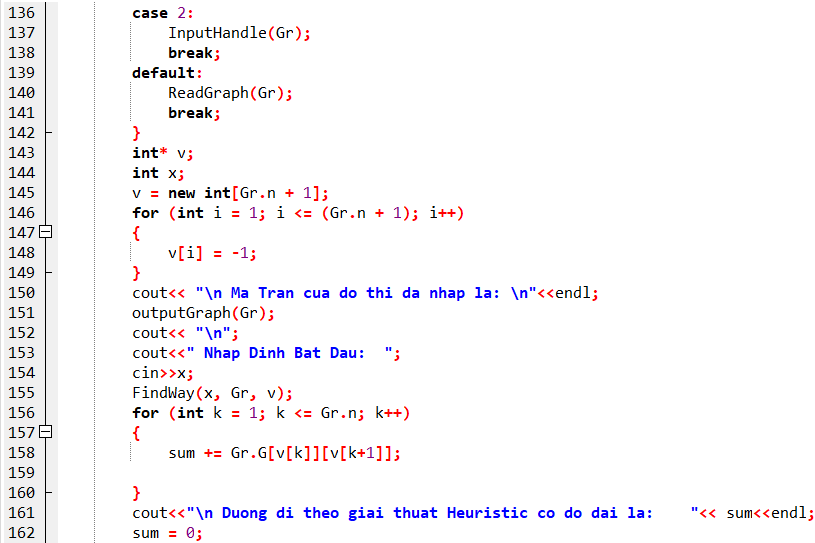 136 case 2:
137 InputHandle(Gr);
138 break;
139 default:
140 ReadGraph(Gr);
141 break;
142 }
143 int* v;
144 int x;
145 v = new int[Gr.n + 1];
146 for (int i = 1; i <= (Gr.n + 1); i++)
147 {
148 v[i] = -1;
149 }
150 cout<< "\n Ma Tran cua do thi da nhap la: \n"<<endl;
151 outputGraph(Gr);
152 cout<< "\n";
153 cout<<" Nhap Dinh Bat Dau:  ";
154 cin>>x;
155 FindWay(x, Gr, v);
156 for (int k = 1; k <= Gr.n; k++)
157 {
158 sum += Gr.G[v[k]][v[k+1]];
159
160 }
161 cout<<"\n Duong di theo giai thuat Heuristic co do dai la:    "<< sum<<endl;
162 sum = 0;